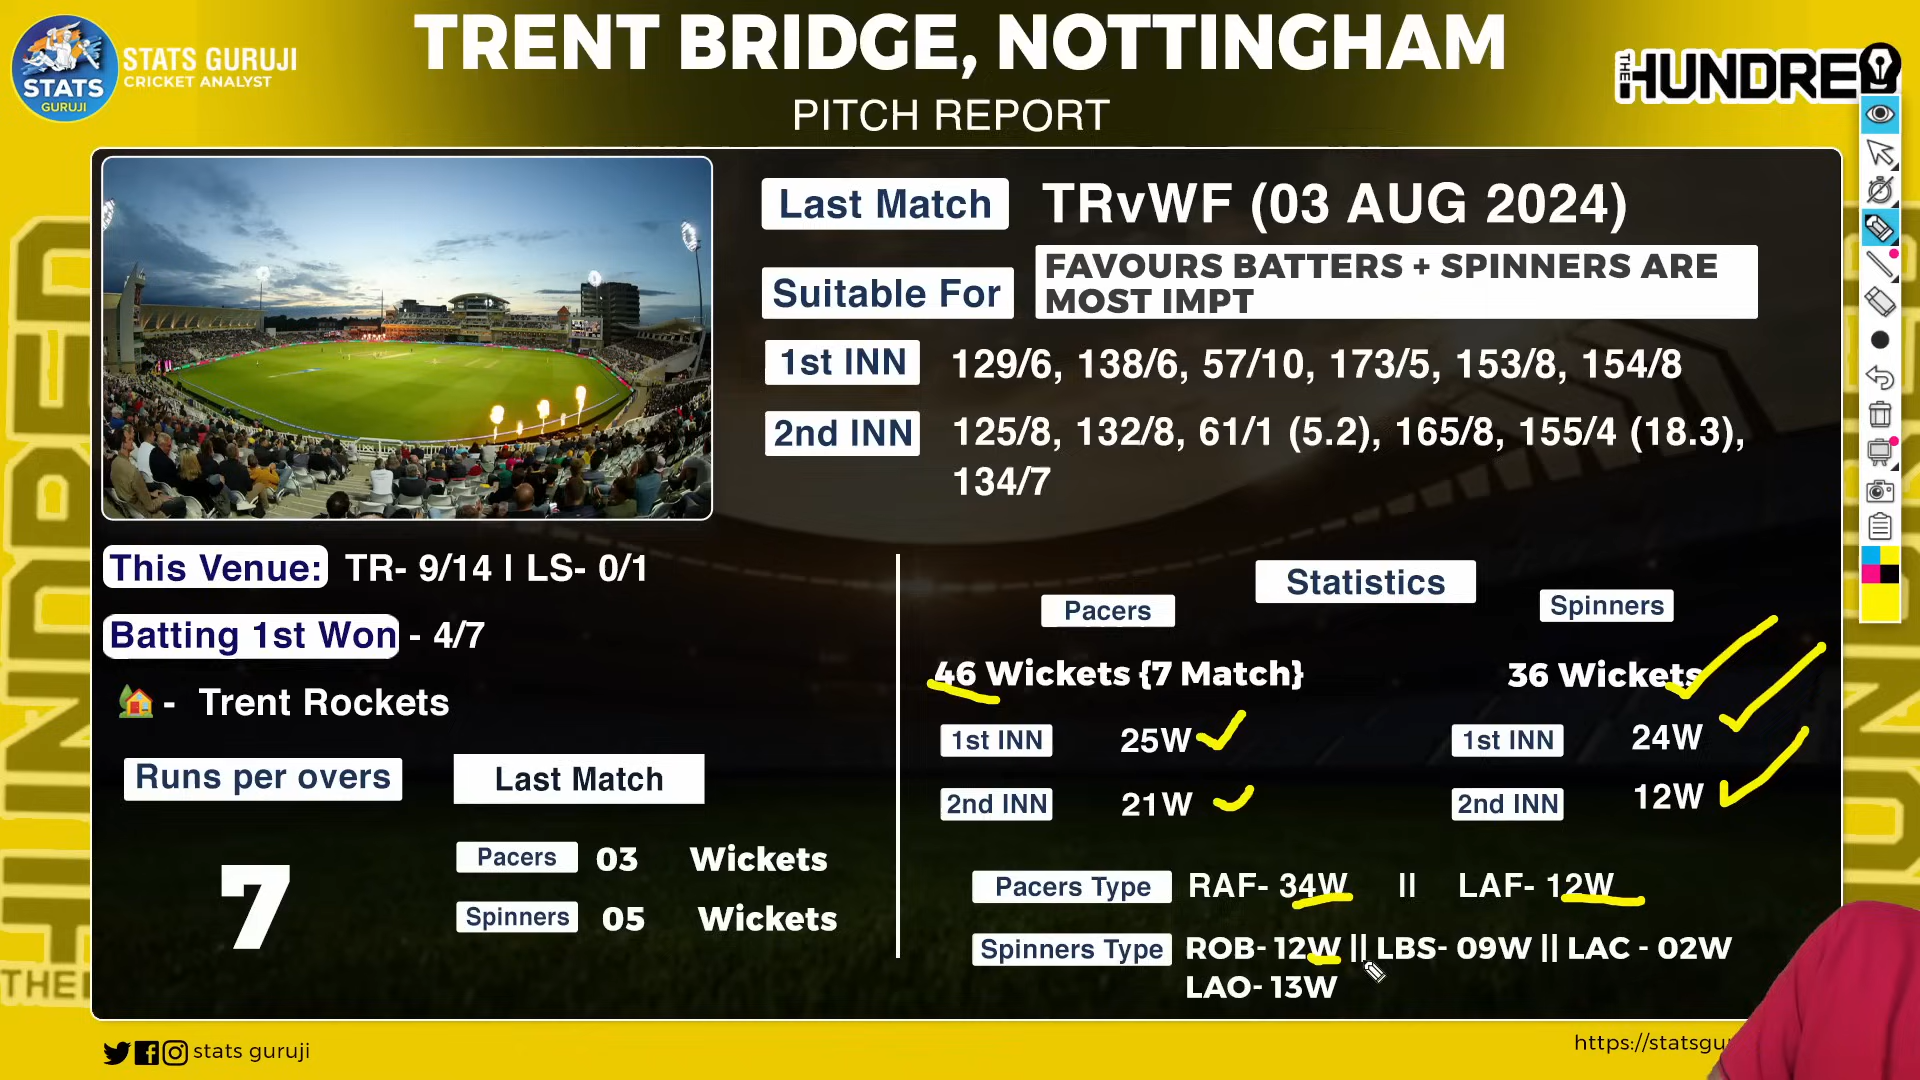 STATS GURUJI
CRICKET ANALYST
STATS
GURUJI
TRENT BRIDGE, NOTTINGHAM
PITCH REPORT
THE HUNDRE
Last Match TRvWF (03 AUG 2024)
Suitable For FAVOURS BATTERS + SPINNERS ARE
MOST IMPT
1st INN 129/6, 138/6, 57/10, 173/5, 153/8, 154/8
2nd INN 125/8, 132/8, 61/1 (5.2), 165/8, 155/4 (18.3),
134/7
This Venue: TR- 9/14 | LS- 0/1
Batting 1st Won - 4/7
- Trent Rockets
Runs per overs
7
Last Match
Pacers 03 Wickets
Spinners 05 Wickets
Statistics
Pacers
46 Wickets {7 Match}
1st INN 25W
2nd INN 21W
Spinners
36 Wickets
1st INN 24W
2nd INN 12W
Pacers Type RAF- 34W || LAF- 12W
Spinners Type ROB- 12W || LBS- 09W || LAC - 02W
LAO- 13W
stats guruji
https://statsgu